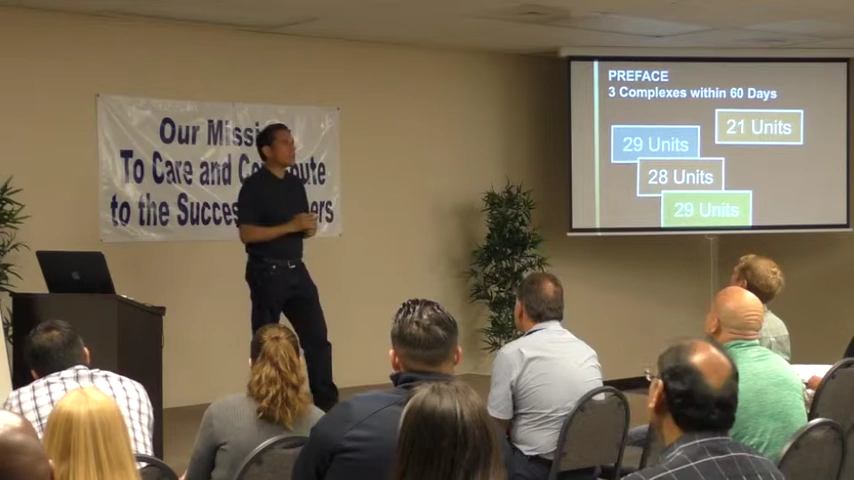 Our Missi
To Care and Co ute
to the Succes ers
PREFACE
3 Complexes within 60 Days
21 Units
29 Units
28 Units
29 Units